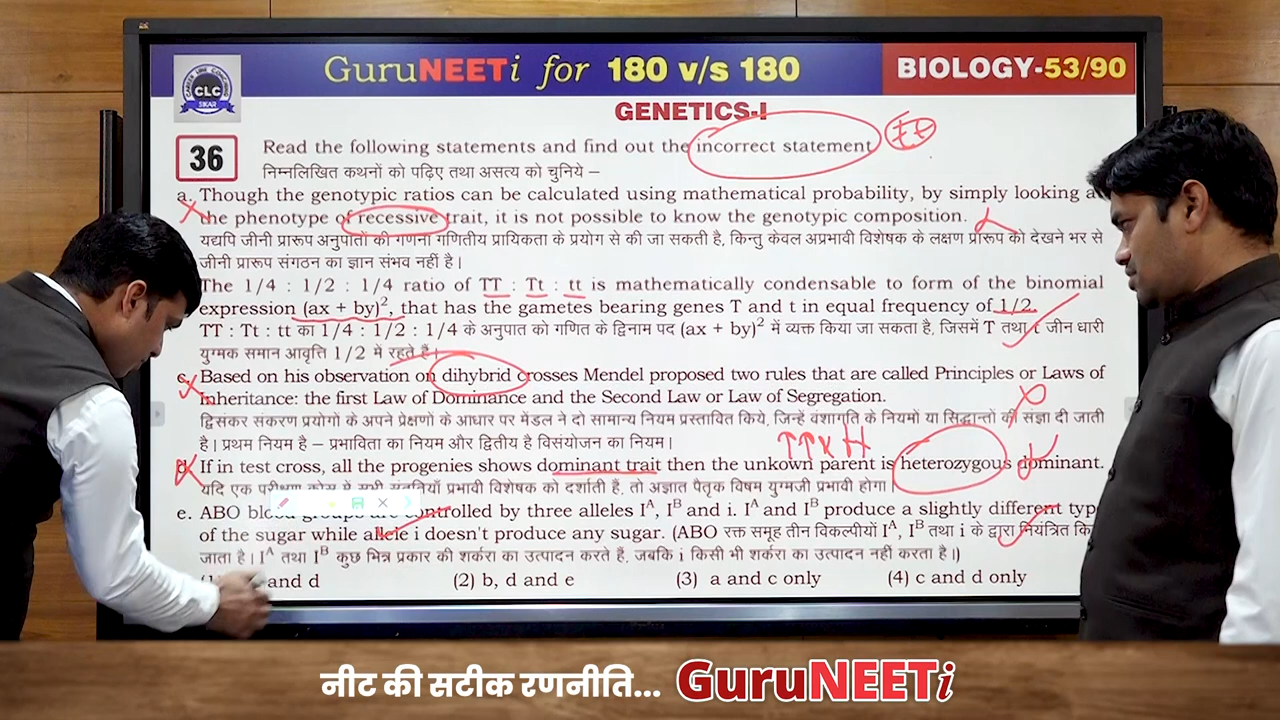 GuruNEETi for 180 v/s 180
BIOLOGY-53/90
CAREER LINE COACHING
CLC
SIKAR
GENETICS-I
36
Read the following statements and find out the incorrect statement
tt
निम्नलिखित कथनों को पढ़िए तथा असत्य को चुनिये –
a. Though the genotypic ratios can be calculated using mathematical probability, by simply looking
the phenotype of recessive trait, it is not possible to know the genotypic composition.
यद्यपि जीनी प्रारूप अनुपातों की गणना गणितीय प्रायिकता के प्रयोग से की जा सकती है, किन्तु केवल अप्रभावी विशेषक के लक्षण प्रारूप को देखने भर से
जीनी प्रारूप संगठन का ज्ञान संभव नहीं है।
The 1/4 : 1/2 : 1/4 ratio of TT : Tt : tt is mathematically condensable to form of the binomial
expression (ax + by)², that has the gametes bearing genes T and t in equal frequency of 1/2.
TT : Tt : tt का 1/4 : 1/2 : 1/4 के अनुपात को गणित के द्विनाम पद (ax + by)² में व्यक्त किया जा सकता है, जिसमें T तथा t जीन धारी
युग्मक समान आवृत्ति 1/2 में रहते हैं।
c. Based on his observation on dihybrid crosses Mendel proposed two rules that are called Principles or Laws of
Inheritance: the first Law of Dominance and the Second Law or Law of Segregation.
द्विसंकर संकरण प्रयोगों के अपने प्रेक्षणों के आधार पर मेंडल ने दो सामान्य नियम प्रस्तावित किये, जिन्हें वंशागति के नियमों या सिद्धान्तों की संज्ञा दी जाती
है। प्रथम नियम है – प्रभाविता का नियम और द्वितीय है विसंयोजन का नियम।
d. If in test cross, all the progenies shows dominant trait then the unkown parent is heterozygous dominant.
यदि एक परीक्षण क्रॉस में सभी संततियाँ प्रभावी विशेषक को दर्शाती हैं, तो अज्ञात पैतृक विषम युग्मजी प्रभावी होगा।
e. ABO blood groups are controlled by three alleles Iᴬ, Iᴮ and i. Iᴬ and Iᴮ produce a slightly different typ
of the sugar while allele i doesn't produce any sugar. (ABO रक्त समूह तीन विकल्पीयों Iᴬ, Iᴮ तथा i के द्वारा नियंत्रित
जाता है। Iᴬ तथा Iᴮ कुछ भिन्न प्रकार की शर्करा का उत्पादन करते हैं, जबकि i किसी भी शर्करा का उत्पादन नहीं करता है।)
and d (2) b, d and e (3) a and c only (4) c and d only
नीट की सटीक रणनीति... GuruNEETi